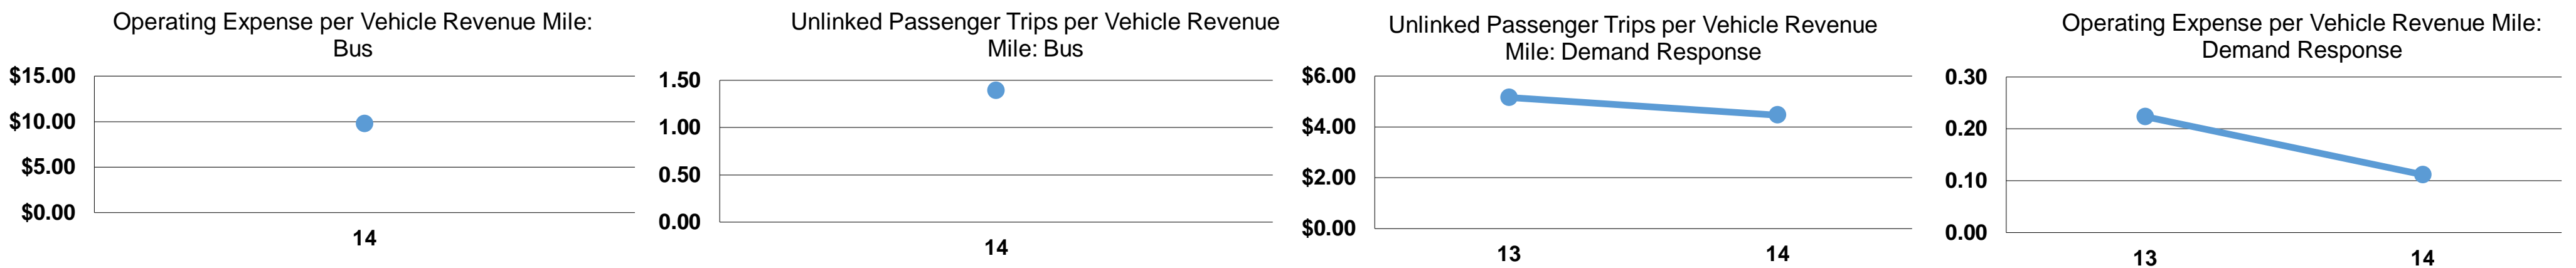 Operating Expense per Vehicle Revenue Mile:
Bus
$15.00
$10.00
$5.00
$0.00
14
Unlinked Passenger Trips per Vehicle Revenue
Mile: Bus
1.50
1.00
0.50
0.00
14
Unlinked Passenger Trips per Vehicle Revenue
Mile: Demand Response
$6.00
$4.00
$2.00
$0.00
13 14
Operating Expense per Vehicle Revenue Mile:
Demand Response
0.30
0.20
0.10
0.00
13 14